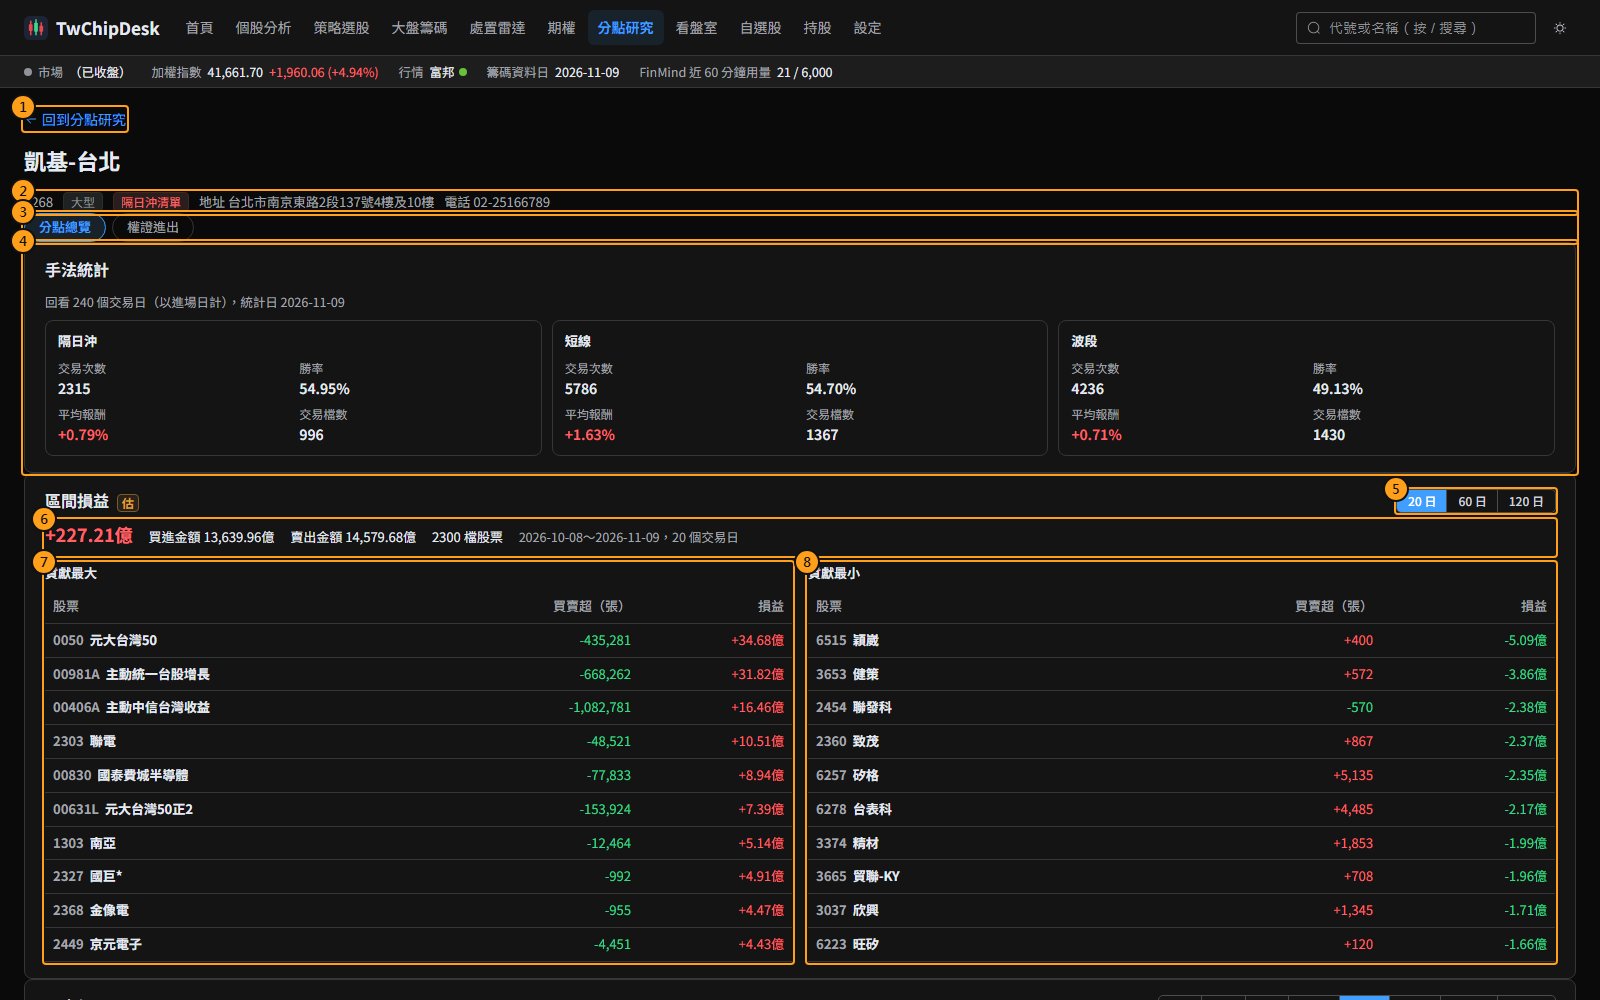 TwChipDesk 首頁 個股分析 策略選股 大盤籌碼 處置雷達 期權 分點研究 看盤室 自選股 持股 設定 代號或名稱（按 / 搜尋）
市場 （已收盤） 加權指數 41,661.70 +1,960.06 (+4.94%) 行情 富邦 籌碼資料日 2026-11-09 FinMind 近 60 分鐘用量 21 / 6,000
1
← 回到分點研究
凱基-台北
2
268 大型 隔日沖清單 地址 台北市南京東路2段137號4樓及10樓 電話 02-25166789
3
分點總覽 權證進出
4
手法統計
回看 240 個交易日（以進場日計），統計日 2026-11-09
隔日沖 短線 波段
交易次數 勝率 交易次數 勝率 交易次數 勝率
2315 54.95% 5786 54.70% 4236 49.13%
平均報酬 交易檔數 平均報酬 交易檔數 平均報酬 交易檔數
+0.79% 996 +1.63% 1367 +0.71% 1430
區間損益 估 5 20 日 60 日 120 日
6
+227.21億 買進金額 13,639.96億 賣出金額 14,579.68億 2300 檔股票 2026-10-08～2026-11-09，20 個交易日
7 8
貢獻最大 貢獻最小
股票 買賣超（張） 損益 股票 買賣超（張） 損益
0050 元大台灣50 -435,281 +34.68億 6515 穎崴 +400 -5.09億
00981A 主動統一台股增長 -668,262 +31.82億 3653 健策 +572 -3.86億
00406A 主動中信台灣收益 -1,082,781 +16.46億 2454 聯發科 -570 -2.38億
2303 聯電 -48,521 +10.51億 2360 致茂 +867 -2.37億
00830 國泰費城半導體 -77,833 +8.94億 6257 矽格 +5,135 -2.35億
00631L 元大台灣50正2 -153,924 +7.39億 6278 台表科 +4,485 -2.17億
1303 南亞 -12,464 +5.14億 3374 精材 +1,853 -1.99億
2327 國巨* -992 +4.91億 3665 貿聯-KY +708 -1.96億
2368 金像電 -955 +4.47億 3037 欣興 +1,345 -1.71億
2449 京元電子 -4,451 +4.43億 6223 旺矽 +120 -1.66億